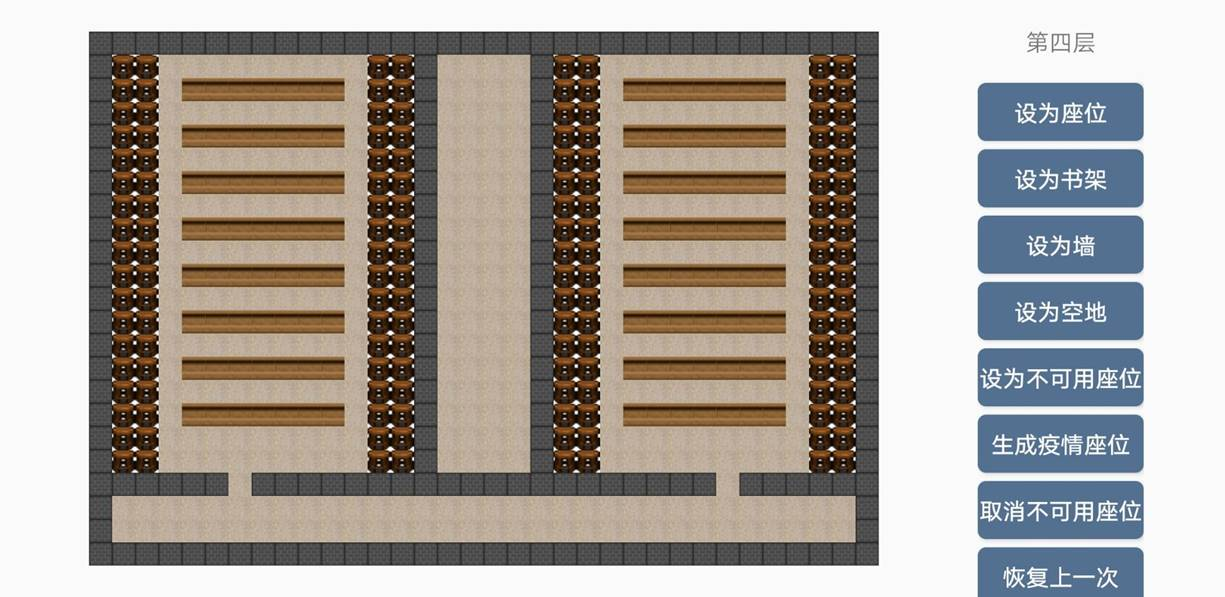 第四层
设为座位
设为书架
设为墙
设为空地
设为不可用座位
生成疫情座位
取消不可用座位
恢复上一次